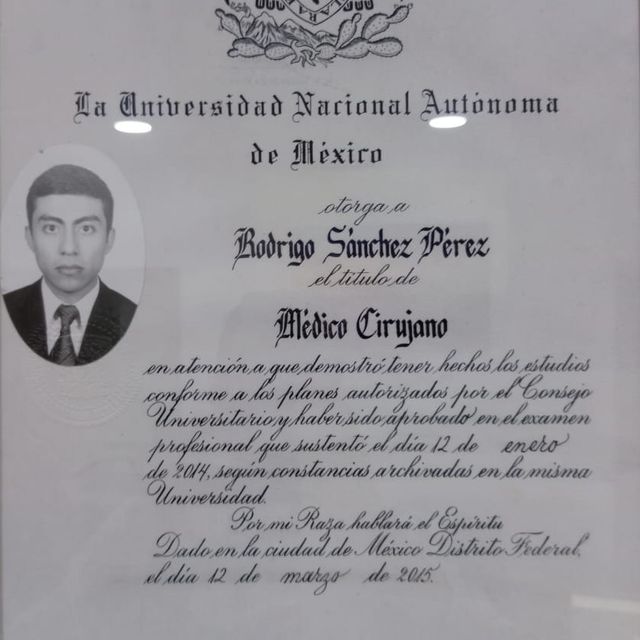 La Universidad Nacional Autónoma
de México
otorga a
Rodrigo Sánchez Pérez
el título de
Médico Cirujano
en atención a que demostró tener hechos los estudios
conforme a los planes autorizados por el Consejo
Universitario y haber sido aprobado en el examen
profesional que sustentó el día 12 de enero
de 2014, según constancias archivadas en la misma
Universidad.
Por mi Raza hablará el Espíritu
Dado en la ciudad de México Distrito Federal,
el día 12 de marzo de 2015.